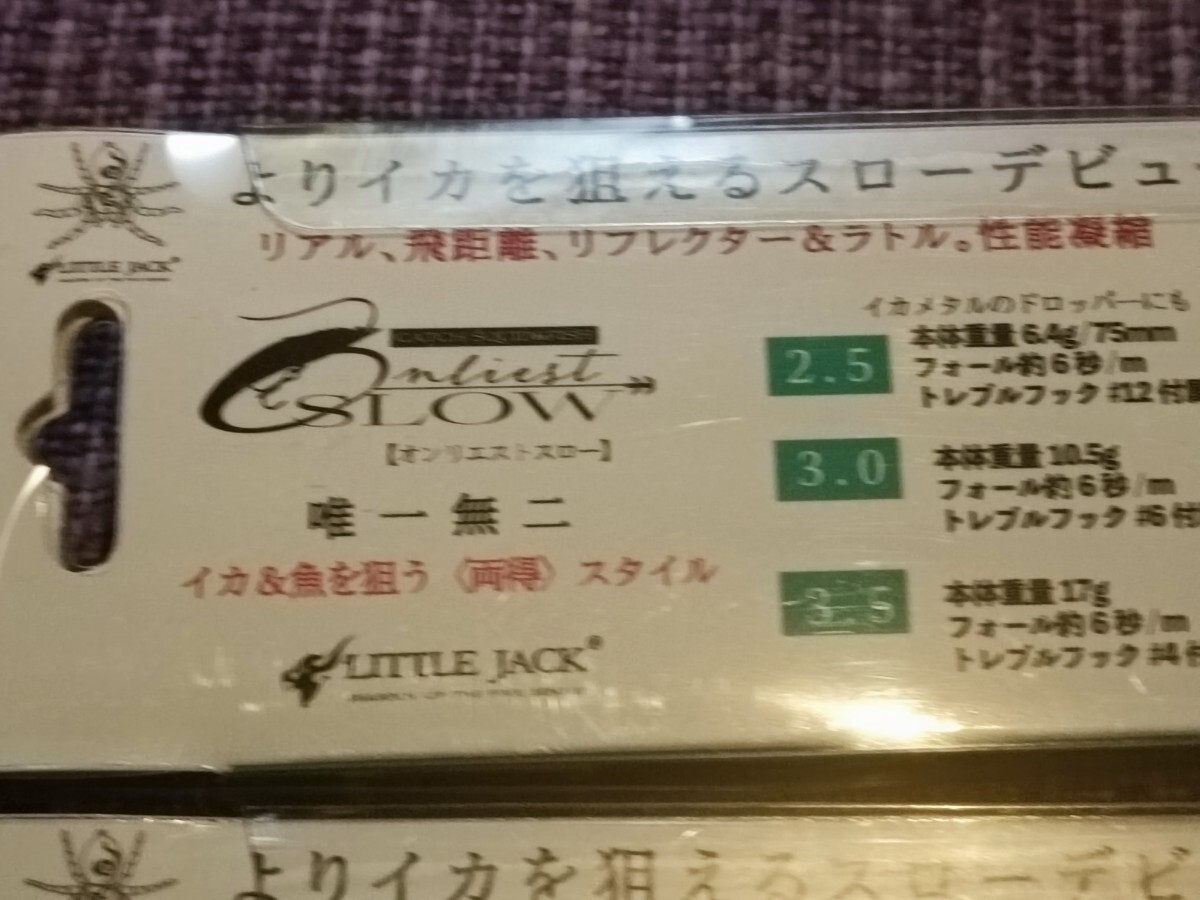 よりイカを狙えるスローデビュ
LITTLE JACK®
リアル、飛距離、リフレクター&ラトル。性能凝縮
Onliest
SLOW
【オンリエストスロー】
唯一無二
イカ&魚を狙う〈両得〉スタイル
LITTLE JACK®
イカメタルのドロッパーにも
2.5
本体重量 6.4g/75mm
フォール約6秒/m
トレブルフック #12付
3.0
本体重量 10.5g
フォール約6秒/m
トレブルフック #6付
3.5
本体重量 17g
フォール約6秒/m
トレブルフック #4付
よりイカを狙えるスローデビ